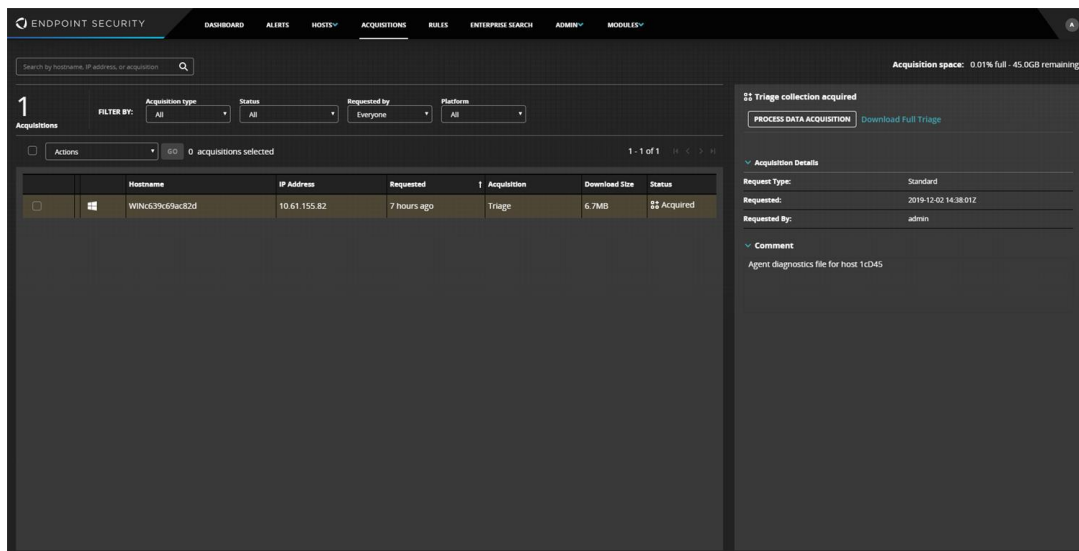 ENDPOINT SECURITY DASHBOARD ALERTS HOSTS ACQUISITIONS RULES ENTERPRISE SEARCH ADMIN MODULES A
Search by hostname, IP address, or acquisition
Acquisition space: 0.01% full - 45.0GB remaining
1
Acquisitions
FILTER BY:
Acquisition type Status Requested by Platform
All All Everyone All
Actions GO 0 acquisitions selected 1 - 1 of 1
Hostname IP Address Requested ↑ Acquisition Download Size Status
WINc639c69ac82d 10.61.155.82 7 hours ago Triage 6.7MB Acquired
Triage collection acquired
PROCESS DATA ACQUISITION Download Full Triage
Acquisition Details
Request Type: Standard
Requested: 2019-12-02 14:38:01Z
Requested By: admin
Comment
Agent diagnostics file for host 1cD45